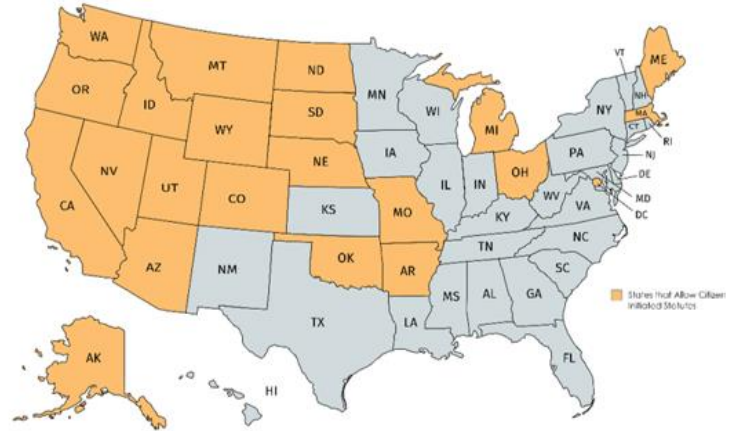 WA
MT
ND
MN
VT
ME
OR
ID
SD
WI
NY
NH
MA
CT
RI
WY
MI
NV
NE
IA
PA
NJ
UT
CO
IL
IN
OH
DE
MD
DC
CA
KS
MO
WV
VA
KY
AZ
NM
OK
AR
TN
NC
SC
MS
AL
GA
TX
LA
FL
AK
HI
States that Allow Citizen
Initiated Statutes